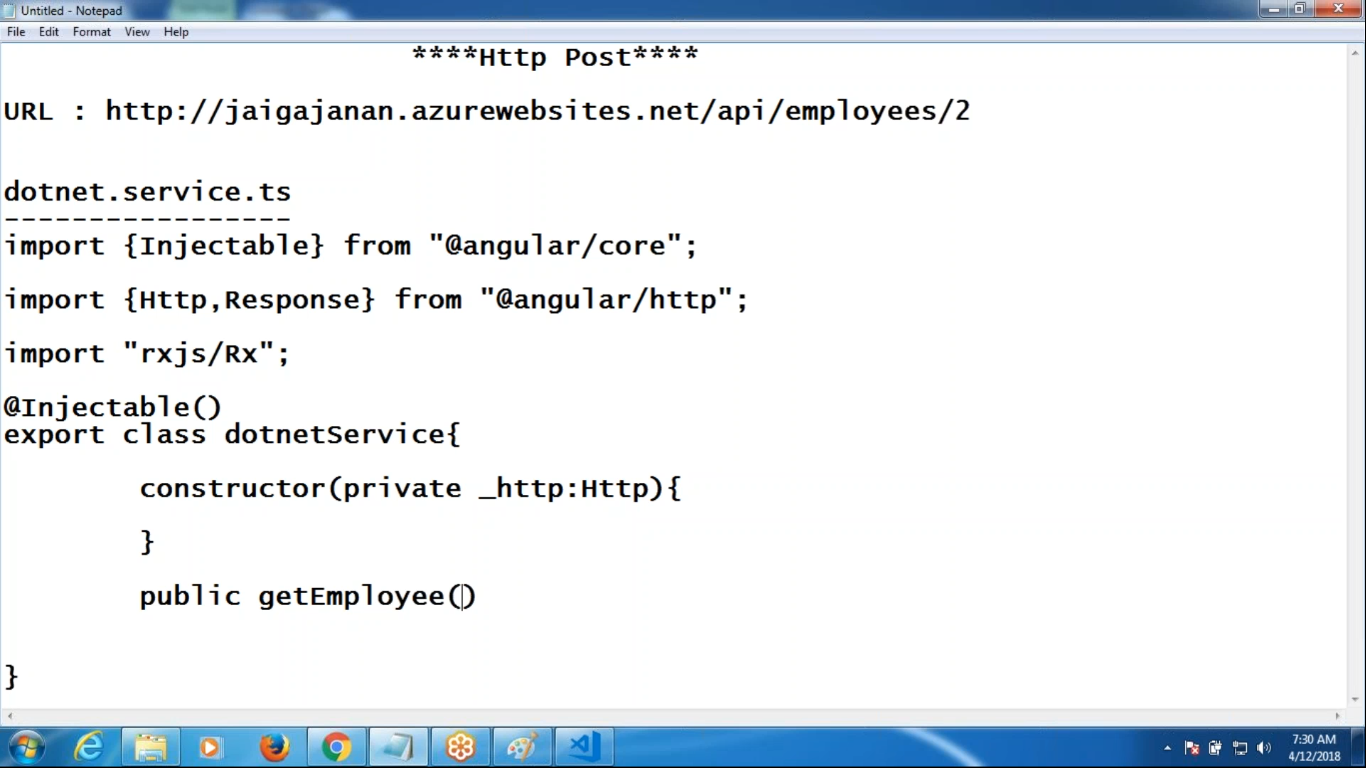 Untitled - Notepad
File Edit Format View Help
****Http Post****
URL : http://jaigajanan.azurewebsites.net/api/employees/2
dotnet.service.ts
-----------------
import {Injectable} from "@angular/core";
import {Http,Response} from "@angular/http";
import "rxjs/Rx";
@Injectable()
export class dotnetService{
constructor(private _http:Http){
}
public getEmployee()
}
7:30 AM
4/12/2018